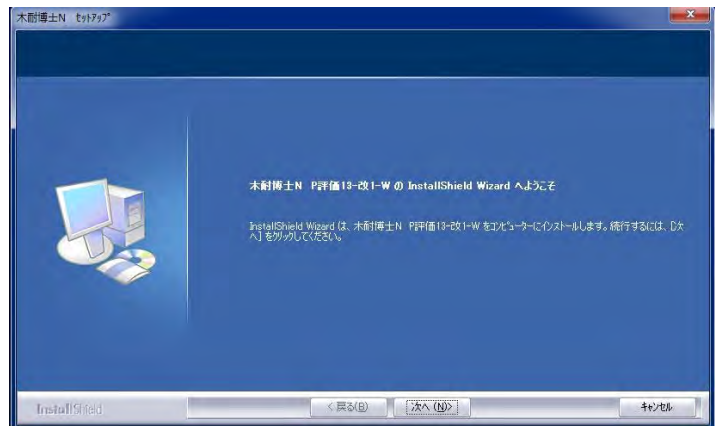 木耐博士N ｾｯﾄｱｯﾌﾟ
木耐博士N P評価13-改1-W の InstallShield Wizard へようこそ
InstallShield Wizard は、木耐博士N P評価13-改1-W をｺﾝﾋﾟｭｰﾀｰにｲﾝｽﾄｰﾙします。続行するには、[次
へ] をｸﾘｯｸしてください。
InstallShield
< 戻る(B)
次へ (N)>
ｷｬﾝｾﾙ